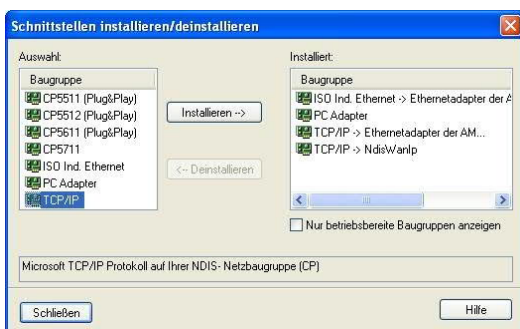 Schnittstellen installieren/deinstallieren
Auswahl:
Baugruppe
CP5511 (Plug&Play)
CP5512 (Plug&Play)
CP5611 (Plug&Play)
CP5711
ISO Ind. Ethernet
PC Adapter
TCP/IP
Installieren -->
<-- Deinstallieren
Installiert:
Baugruppe
ISO Ind. Ethernet -> Ethernetadapter der A
PC Adapter
TCP/IP -> Ethernetadapter der AM...
TCP/IP -> NdisWanIp
Nur betriebsbereite Baugruppen anzeigen
Microsoft TCP/IP Protokoll auf Ihrer NDIS- Netzbaugruppe (CP)
Schließen
Hilfe